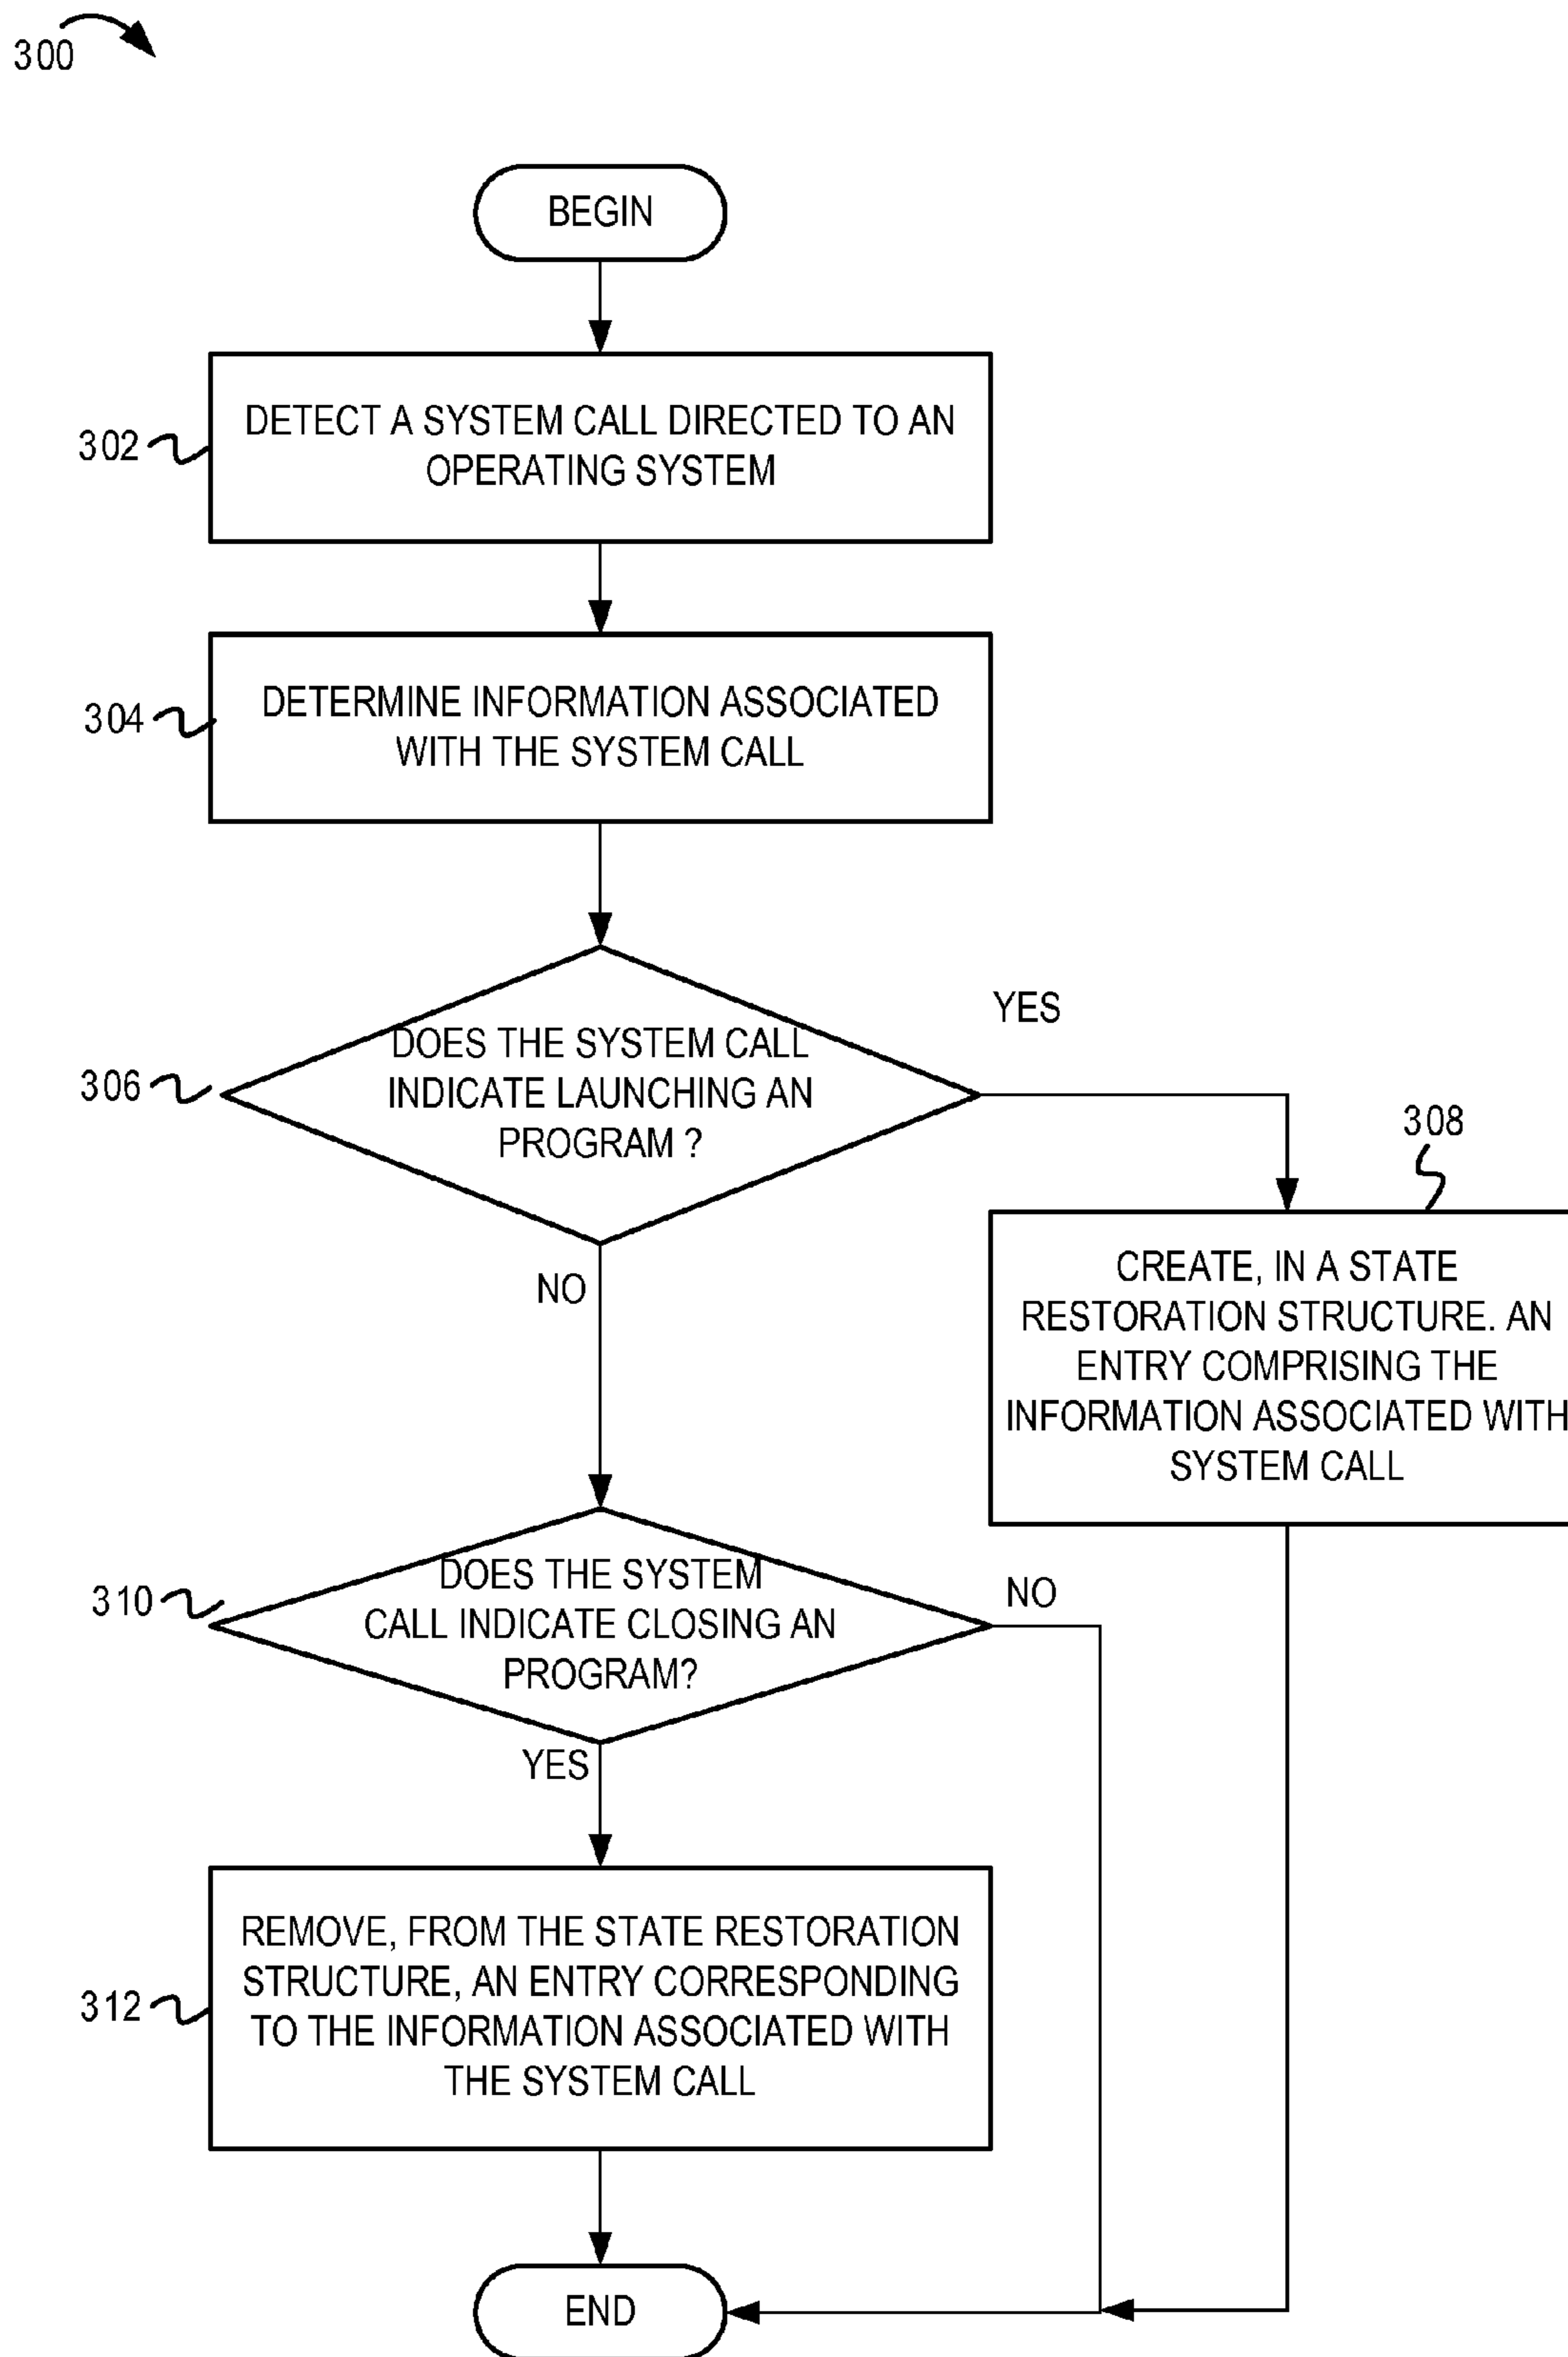 300
BEGIN
302
DETECT A SYSTEM CALL DIRECTED TO AN
OPERATING SYSTEM
304
DETERMINE INFORMATION ASSOCIATED
WITH THE SYSTEM CALL
306
DOES THE SYSTEM CALL
INDICATE LAUNCHING AN
PROGRAM ?
YES
NO
308
CREATE, IN A STATE
RESTORATION STRUCTURE. AN
ENTRY COMPRISING THE
INFORMATION ASSOCIATED WITH
SYSTEM CALL
310
DOES THE SYSTEM
CALL INDICATE CLOSING AN
PROGRAM?
NO
YES
312
REMOVE, FROM THE STATE RESTORATION
STRUCTURE, AN ENTRY CORRESPONDING
TO THE INFORMATION ASSOCIATED WITH
THE SYSTEM CALL
END